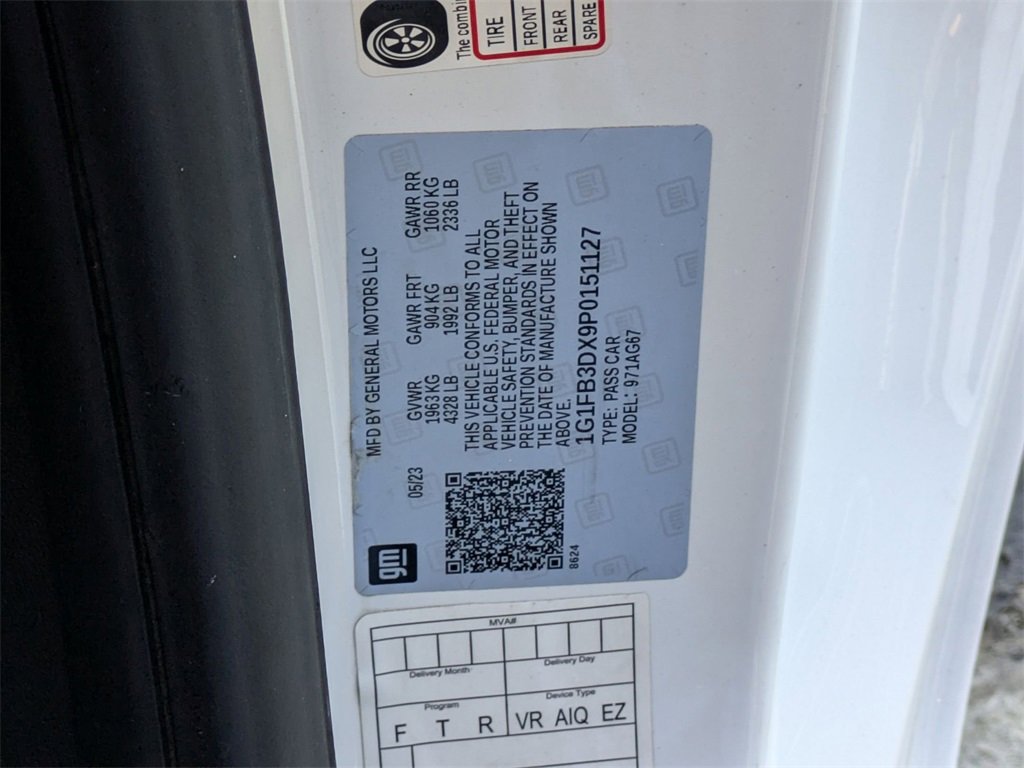 The combi
TIRE
FRONT
REAR
SPARE
gm
MFD BY GENERAL MOTORS LLC
05/23
GVWR GAWR FRT GAWR RR
1963 KG 904 KG 1060 KG
4328 LB 1992 LB 2336 LB
THIS VEHICLE CONFORMS TO ALL
APPLICABLE U.S. FEDERAL MOTOR
VEHICLE SAFETY, BUMPER, AND THEFT
PREVENTION STANDARDS IN EFFECT ON
THE DATE OF MANUFACTURE SHOWN
ABOVE.
1G1FB3DX9P0151127
TYPE: PASS CAR
MODEL: 971AG67
8624
MVA#
Delivery Month Delivery Day
Program Device Type
F T R VR AIQ EZ